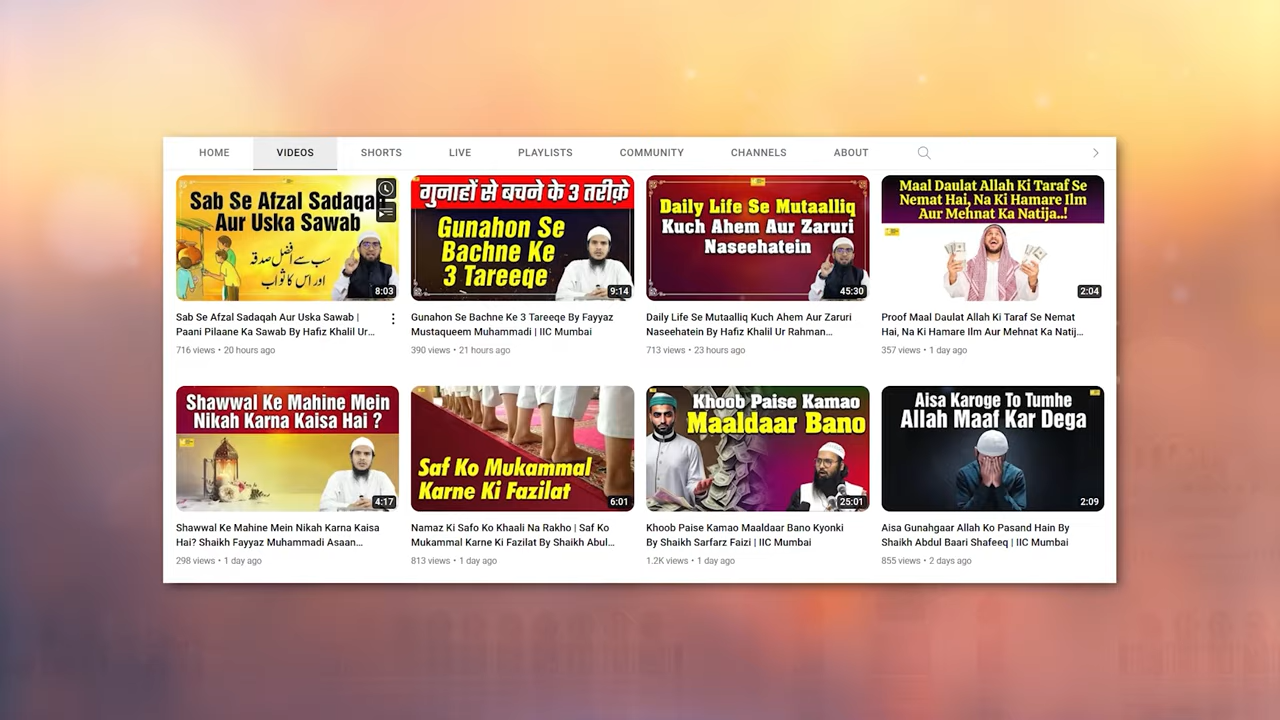 HOME VIDEOS SHORTS LIVE PLAYLISTS COMMUNITY CHANNELS ABOUT
Sab Se Afzal Sadaqah
Aur Uska Sawab
سب سے افضل صدقہ
اور اس کا ثواب
8:03
Sab Se Afzal Sadaqah Aur Uska Sawab |
Paani Pilaane Ka Sawab By Hafiz Khalil Ur...
716 views • 20 hours ago
गुनाहों से बचने के 3 तरीक़े
Gunahon Se
Bachne Ke
3 Tareeqe
9:14
Gunahon Se Bachne Ke 3 Tareeqe By Fayyaz
Mustaqueem Muhammadi | IIC Mumbai
390 views • 21 hours ago
Daily Life Se Mutaalliq
Kuch Ahem Aur Zaruri
Naseehatein
45:30
Daily Life Se Mutaalliq Kuch Ahem Aur Zaruri
Naseehatein By Hafiz Khalil Ur Rahman...
713 views • 23 hours ago
Maal Daulat Allah Ki Taraf Se
Nemat Hai, Na Ki Hamare Ilm
Aur Mehnat Ka Natija..!
2:04
Proof Maal Daulat Allah Ki Taraf Se Nemat
Hai, Na Ki Hamare Ilm Aur Mehnat Ka Natij...
357 views • 1 day ago
Shawwal Ke Mahine Mein
Nikah Karna Kaisa Hai ?
4:17
Shawwal Ke Mahine Mein Nikah Karna Kaisa
Hai? Shaikh Fayyaz Muhammadi Asaan...
298 views • 1 day ago
Saf Ko Mukammal
Karne Ki Fazilat
6:01
Namaz Ki Safo Ko Khaali Na Rakho | Saf Ko
Mukammal Karne Ki Fazilat By Shaikh Abul...
813 views • 1 day ago
Khoob Paise Kamao
Maaldaar Bano
25:01
Khoob Paise Kamao Maaldaar Bano Kyonki
By Shaikh Sarfarz Faizi | IIC Mumbai
1.2K views • 1 day ago
Aisa Karoge To Tumhe
Allah Maaf Kar Dega
2:09
Aisa Gunahgaar Allah Ko Pasand Hain By
Shaikh Abdul Baari Shafeeq | IIC Mumbai
855 views • 2 days ago